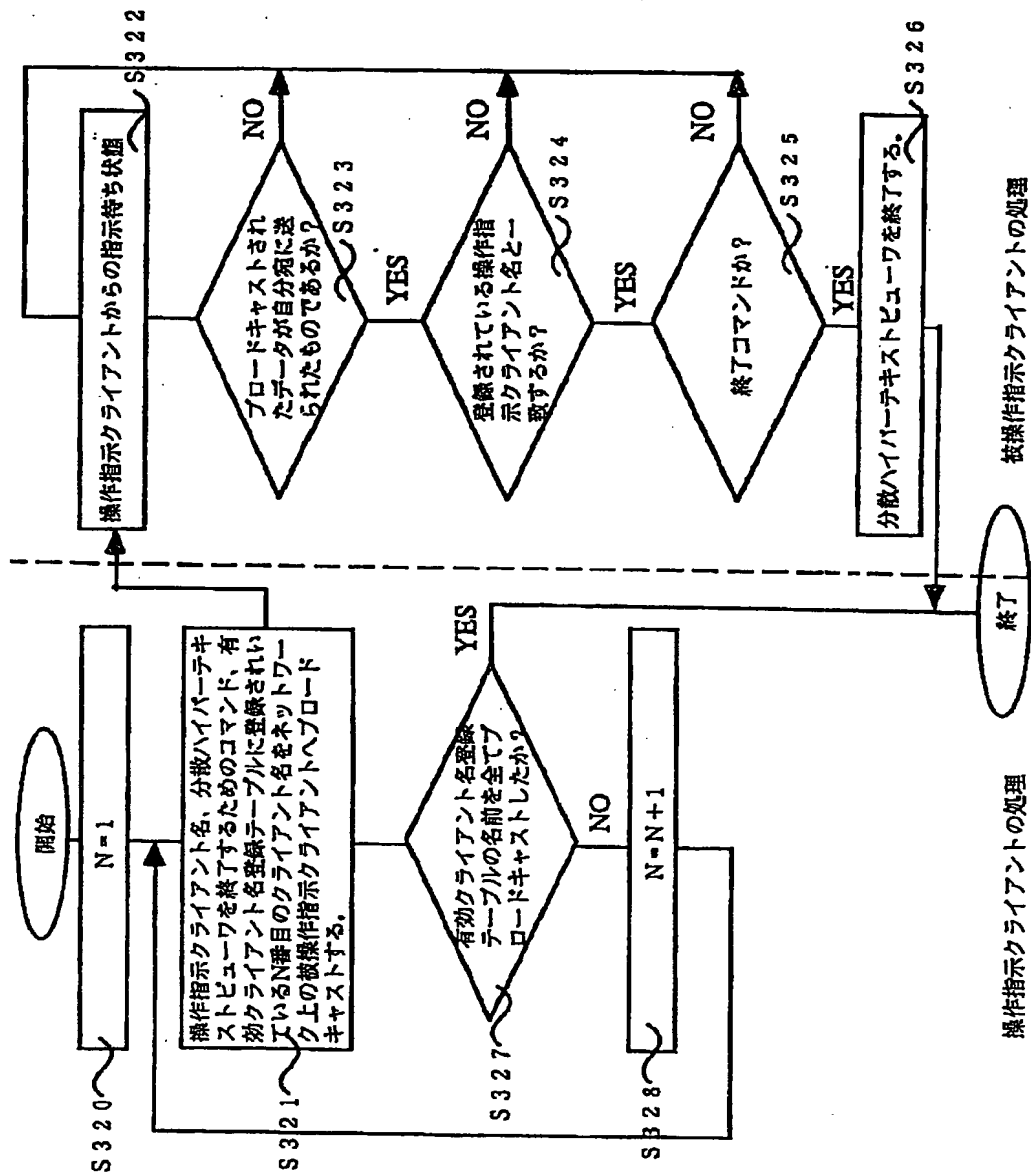 開始
S320
N=1
S321
操作指示クライアント名、分散ハイパーテキ
ストビューワを終了するためのコマンド、有
効クライアント名登録テーブルに登録されい
ているN番目のクライアント名をネットワー
ク上の被操作指示クライアントへブロード
キャストする。
S327
有効クライアント名登録
テーブルの名前を全てブ
ロードキャストしたか?
YES
NO
S328
N=N+1
操作指示クライアントの処理
終了
S322
操作指示クライアントからの指示待ち状態
ブロードキャストされ
たデータが自分宛に送
られたものであるか?
S323
NO
YES
登録されている操作指
示クライアント名と一
致するか?
S324
NO
YES
終了コマンドか?
S325
NO
YES
分散ハイパーテキストビューワを終了する。
S326
被操作指示クライアントの処理